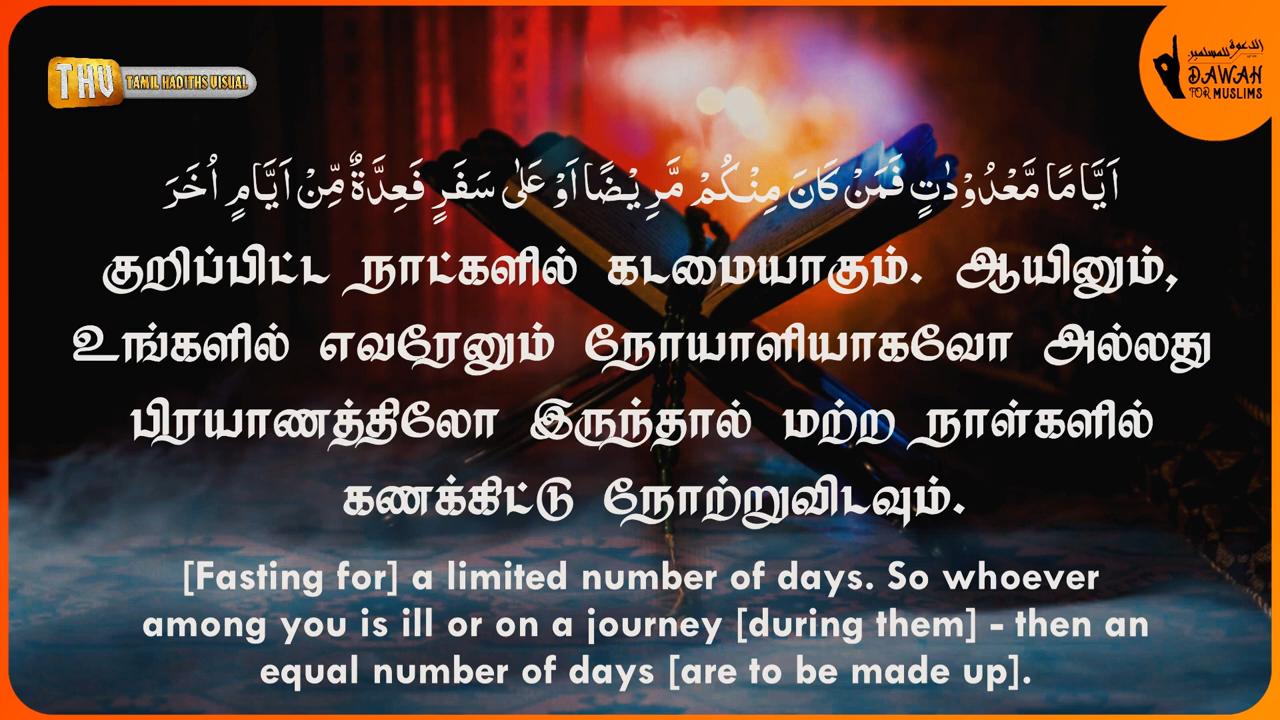 THV TAMIL HADITHS VISUAL
الدعوة للمسلمين
DAWAH
FOR MUSLIMS
اَيَّامًا مَّعْدُوْدٰتٍ فَمَنْ كَانَ مِنْكُمْ مَّرِيْضًا اَوْ عَلٰى سَفَرٍ فَعِدَّةٌ مِّنْ اَيَّامٍ اُخَرَ
குறிப்பிட்ட நாட்களில் கடமையாகும். ஆயினும்,
உங்களில் எவரேனும் நோயாளியாகவோ அல்லது
பிரயாணத்திலோ இருந்தால் மற்ற நாள்களில்
கணக்கிட்டு நோற்றுவிடவும்.
[Fasting for] a limited number of days. So whoever
among you is ill or on a journey [during them] - then an
equal number of days [are to be made up].